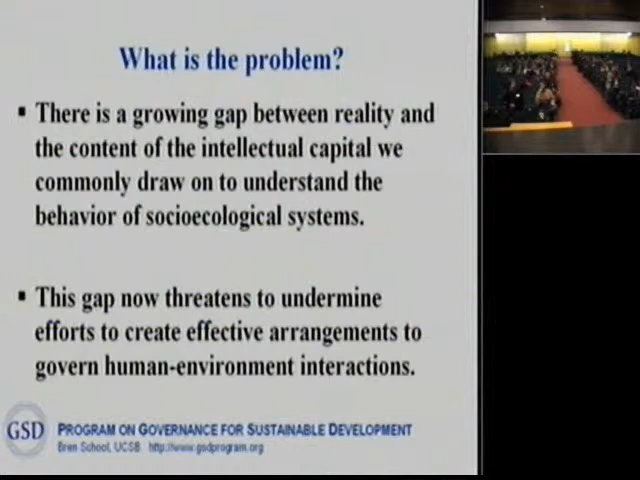 What is the problem?
▪ There is a growing gap between reality and
the content of the intellectual capital we
commonly draw on to understand the
behavior of socioecological systems.
▪ This gap now threatens to undermine
efforts to create effective arrangements to
govern human-environment interactions.
GSD
PROGRAM ON GOVERNANCE FOR SUSTAINABLE DEVELOPMENT
Bren School, UCSB http://www.gsdprogram.org